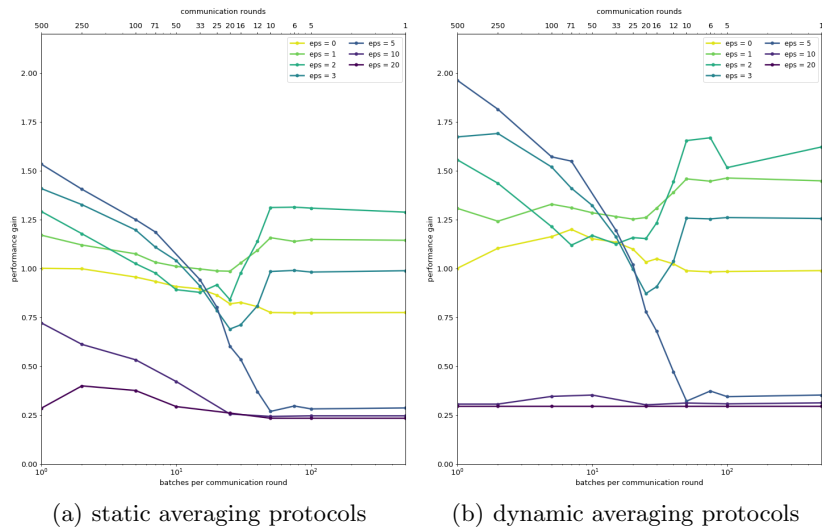 communication rounds
500 250 100 71 50 33 25 20 16 12 10 6 5 1
eps = 0 eps = 5
eps = 1 eps = 10
eps = 2 eps = 20
eps = 3
2.00
1.75
1.50
1.25
1.00
0.75
0.50
0.25
0.00
performance gain
10^0 10^1 10^2
batches per communication round
(a) static averaging protocols
communication rounds
500 250 100 71 50 33 25 20 16 12 10 6 5 1
eps = 0 eps = 5
eps = 1 eps = 10
eps = 2 eps = 20
eps = 3
2.00
1.75
1.50
1.25
1.00
0.75
0.50
0.25
0.00
performance gain
10^0 10^1 10^2
batches per communication round
(b) dynamic averaging protocols